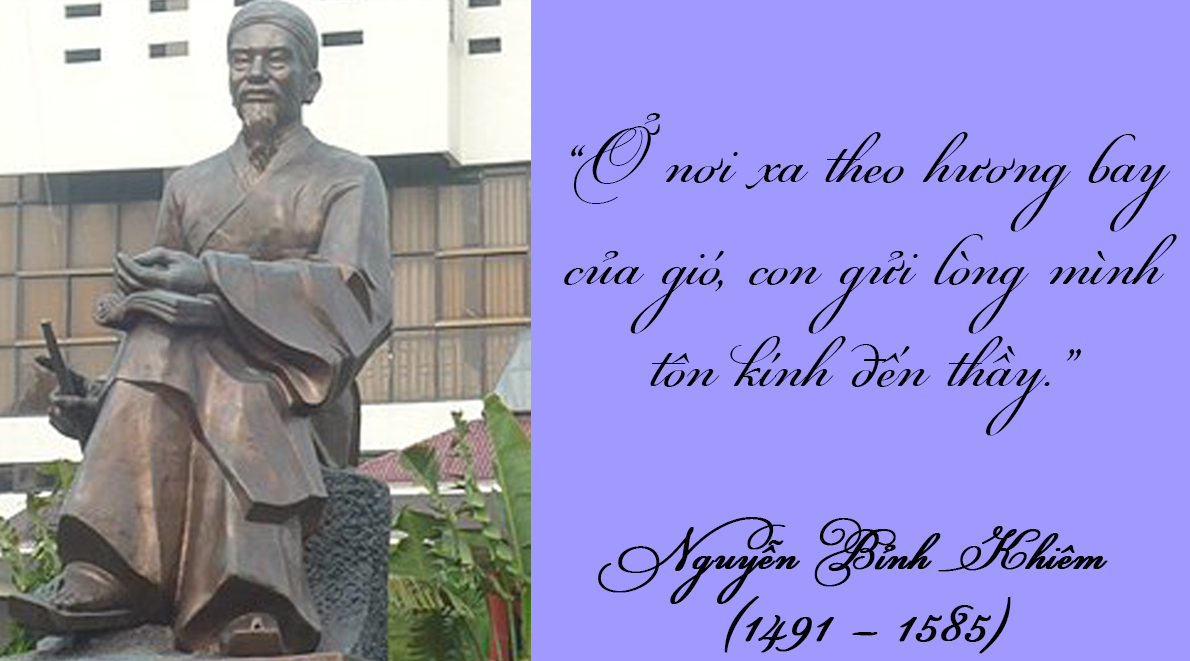 “Ở nơi xa theo hương bay
của gió, con gửi lòng mình
tôn kính đến thầy.”
Nguyễn Bỉnh Khiêm
(1491 – 1585)